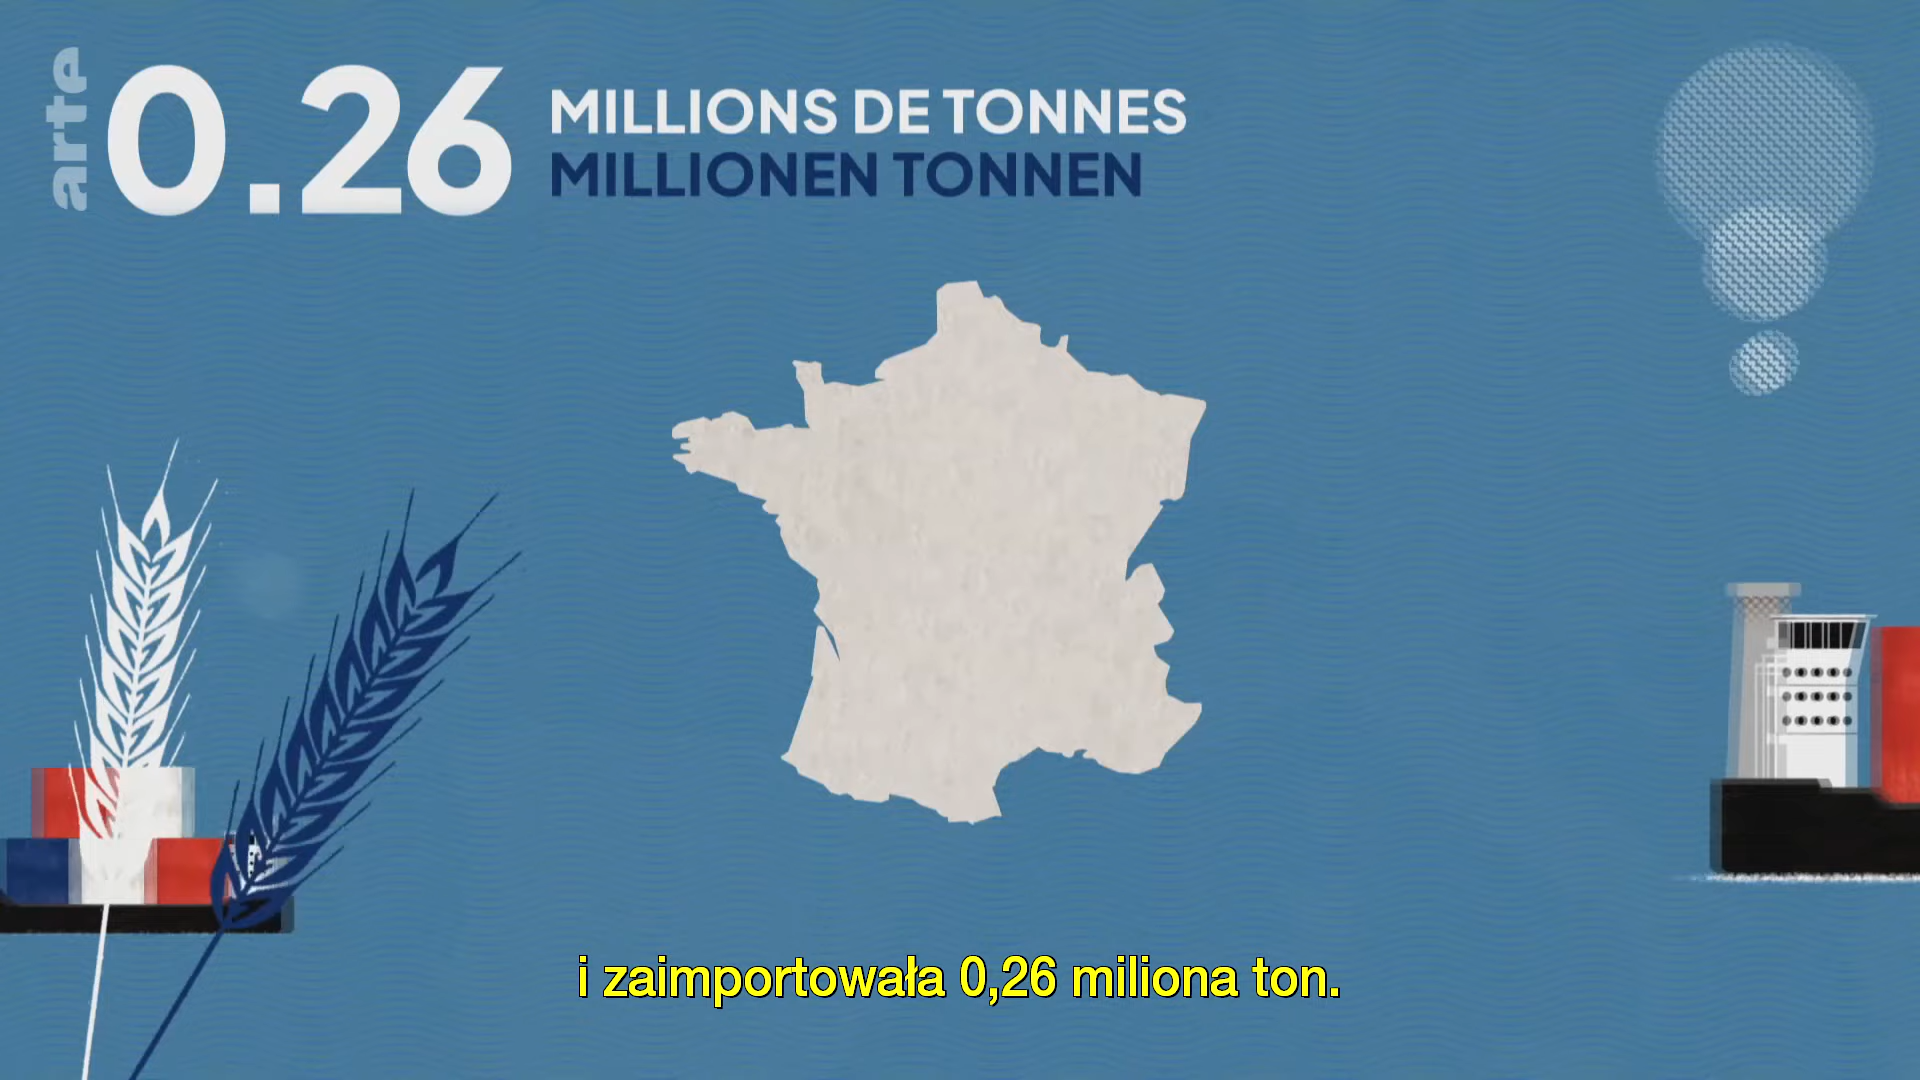 arte
0.26
MILLIONS DE TONNES
MILLIONEN TONNEN
i zaimportowała 0,26 miliona ton.